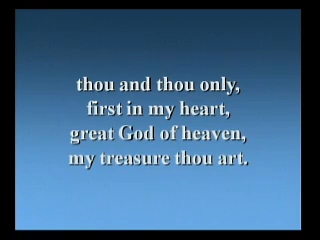 thou and thou only,
first in my heart,
great God of heaven,
my treasure thou art.